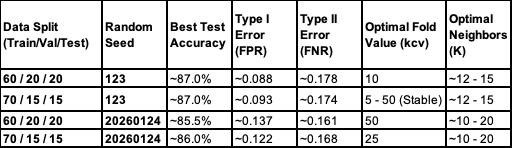 Data Split (Train/Val/Test) Random Seed Best Test Accuracy Type I Error (FPR) Type II Error (FNR) Optimal Fold Value (kcv) Optimal Neighbors (K)
60 / 20 / 20 123 ~87.0% ~0.088 ~0.178 10 ~12 - 15
70 / 15 / 15 123 ~87.0% ~0.093 ~0.174 5 - 50 (Stable) ~12 - 15
60 / 20 / 20 20260124 ~85.5% ~0.137 ~0.161 50 ~10 - 20
70 / 15 / 15 20260124 ~86.0% ~0.122 ~0.168 25 ~10 - 20